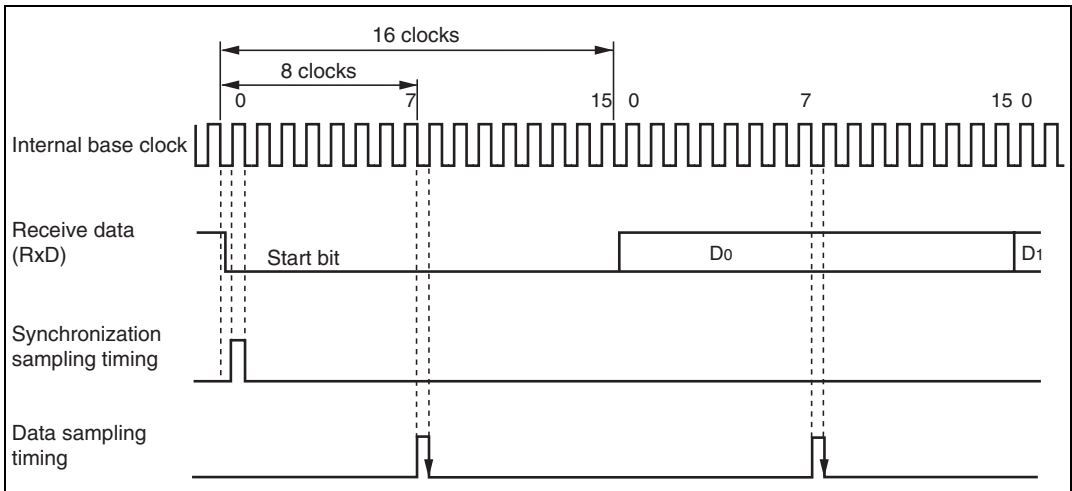 16 clocks
8 clocks
0 7 15 0 7 15 0
Internal base clock
Receive data
(RxD)
Start bit
D0
D1
Synchronization
sampling timing
Data sampling
timing